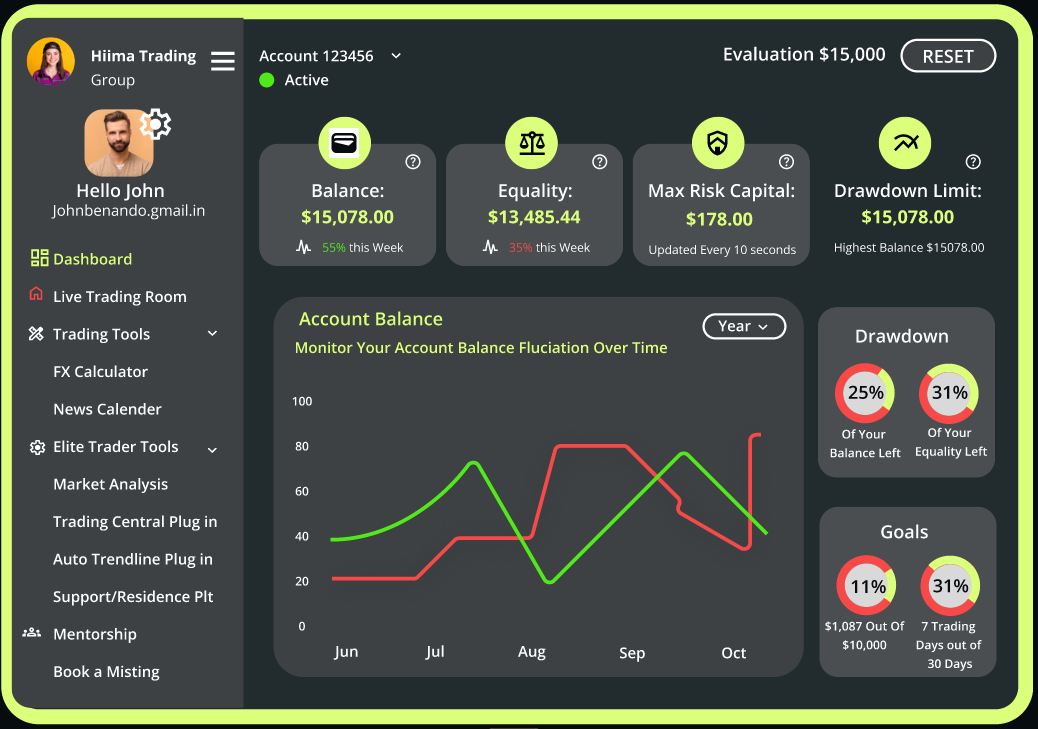 Hiima Trading
Group
Hello John
Johnbenando.gmail.in
Dashboard
Live Trading Room
Trading Tools
FX Calculator
News Calender
Elite Trader Tools
Market Analysis
Trading Central Plug in
Auto Trendline Plug in
Support/Residence Plt
Mentorship
Book a Misting
Account 123456
Active
Evaluation $15,000
RESET
Balance:
$15,078.00
55% this Week
Equality:
$13,485.44
35% this Week
Max Risk Capital:
$178.00
Updated Every 10 seconds
Drawdown Limit:
$15,078.00
Highest Balance $15078.00
Account Balance
Year
Monitor Your Account Balance Fluciation Over Time
100
80
60
40
20
0
Jun Jul Aug Sep Oct
Drawdown
25%
Of Your
Balance Left
31%
Of Your
Equality Left
Goals
11%
$1,087 Out Of
$10,000
31%
7 Trading
Days out of
30 Days